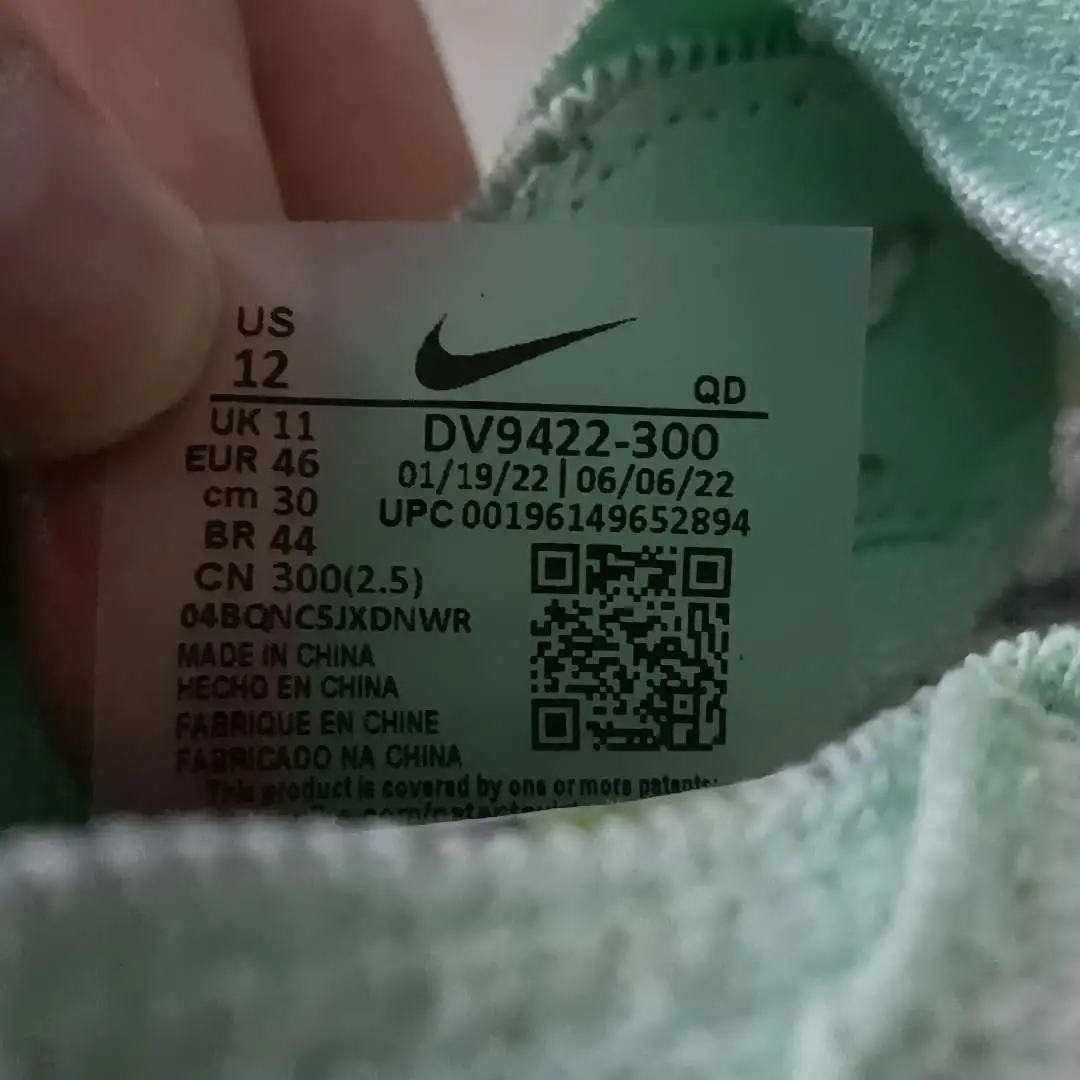 US
12
QD
UK 11
DV9422-300
EUR 46
01/19/22 | 06/06/22
cm 30
UPC 00196149652894
BR 44
CN 300(2.5)
04BQNC5JXDNWR
MADE IN CHINA
HECHO EN CHINA
FABRIQUE EN CHINE
FABRICADO NA CHINA
This product is covered by one or more patents: